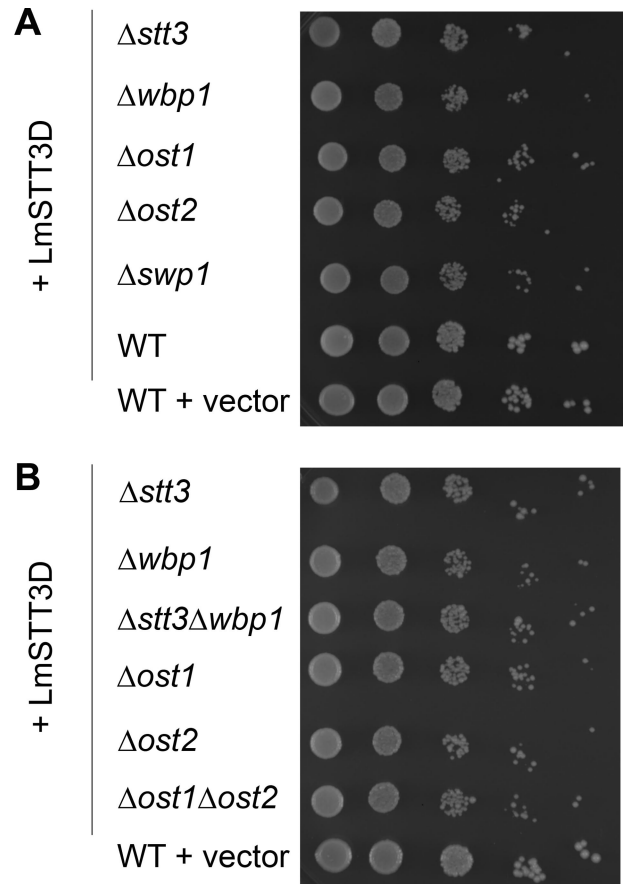 A
+ LmSTT3D
Δstt3
Δwbp1
Δost1
Δost2
Δswp1
WT
WT + vector
B
+ LmSTT3D
Δstt3
Δwbp1
Δstt3Δwbp1
Δost1
Δost2
Δost1Δost2
WT + vector